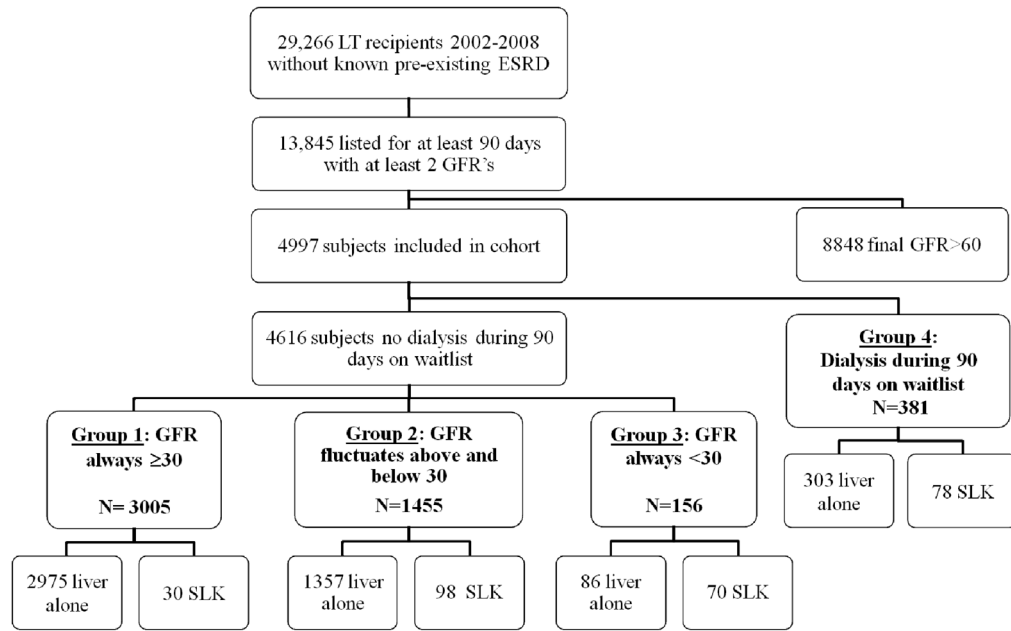 29,266 LT recipients 2002-2008
without known pre-existing ESRD
13,845 listed for at least 90 days
with at least 2 GFR's
4997 subjects included in cohort
8848 final GFR>60
4616 subjects no dialysis during 90
days on waitlist
Group 4:
Dialysis during 90
days on waitlist
N=381
303 liver
alone
78 SLK
Group 1: GFR
always ≥30
N= 3005
Group 2: GFR
fluctuates above and
below 30
N=1455
Group 3: GFR
always <30
N=156
2975 liver
alone
30 SLK
1357 liver
alone
98 SLK
86 liver
alone
70 SLK